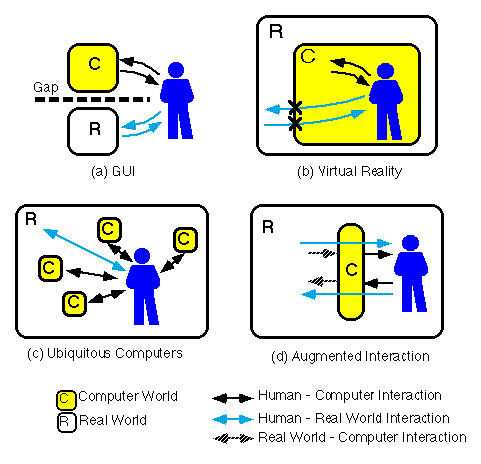 C
Gap
R
(a) GUI
R
C
(b) Virtual Reality
R
C
C
C
C
(c) Ubiquitous Computers
R
C
(d) Augmented Interaction
C Computer World
R Real World
Human - Computer Interaction
Human - Real World Interaction
Real World - Computer Interaction